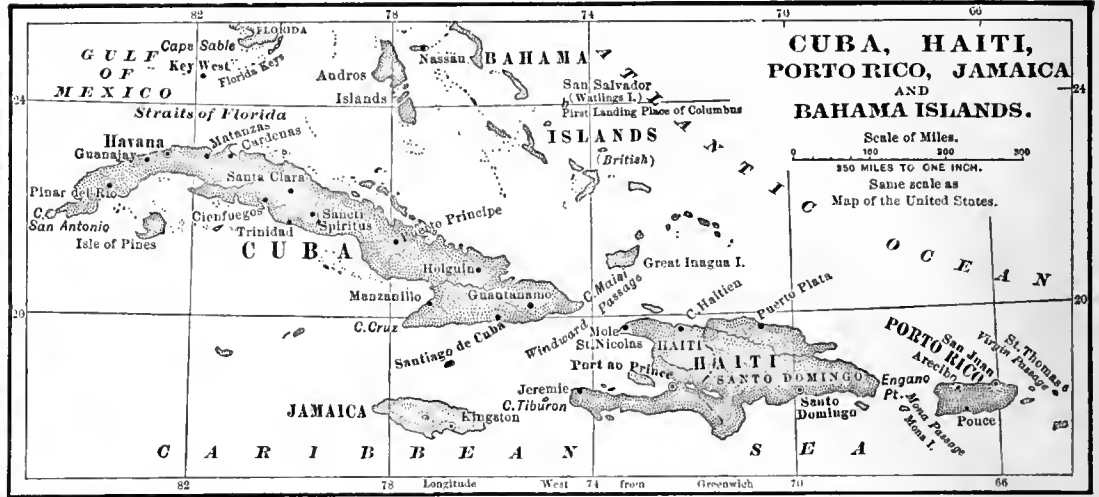 82
78
74
70
66
GULF
OF
MEXICO
FLORIDA
Cape Sable
Key West
Florida Keys
24
Straits of Florida
Nassau
BAHAMA
Andros
Islands
ISLANDS
(British)
San Salvador
(Watlings I.)
First Landing Place of Columbus
ATLANTIC
OCEAN
CUBA, HAITI,
PORTO RICO, JAMAICA
AND
BAHAMA ISLANDS.
Scale of Miles.
0 100 200 300
250 MILES TO ONE INCH.
Same scale as
Map of the United States.
24
Havana
Guanajay
Matanzas
Cardenas
Pinar del Rio
C.
San Antonio
Isle of Pines
Santa Clara
Cienfuegos
Trinidad
Sancti
Spiritus
CUBA
Puerto Principe
Holguin
Manzanillo
Guantanamo
C. Cruz
Santiago de Cuba
C. Maisi
Windward Passage
Great Inagua I.
20
20
Mole
St. Nicolas
C. Haitien
Puerto Plata
HAITI
HAITI
Port au Prince
SANTO DOMINGO
Jeremie
C. Tiburon
Santo
Domingo
Engano
Pt.
Mona Passage
Mona I.
PORTO RICO
San Juan
Arecibo
Pouce
St. Thomas
Virgin Passage
JAMAICA
Kingston
CARIBBEAN SEA
82
78
Longitude West 74 from Greenwich
70
66